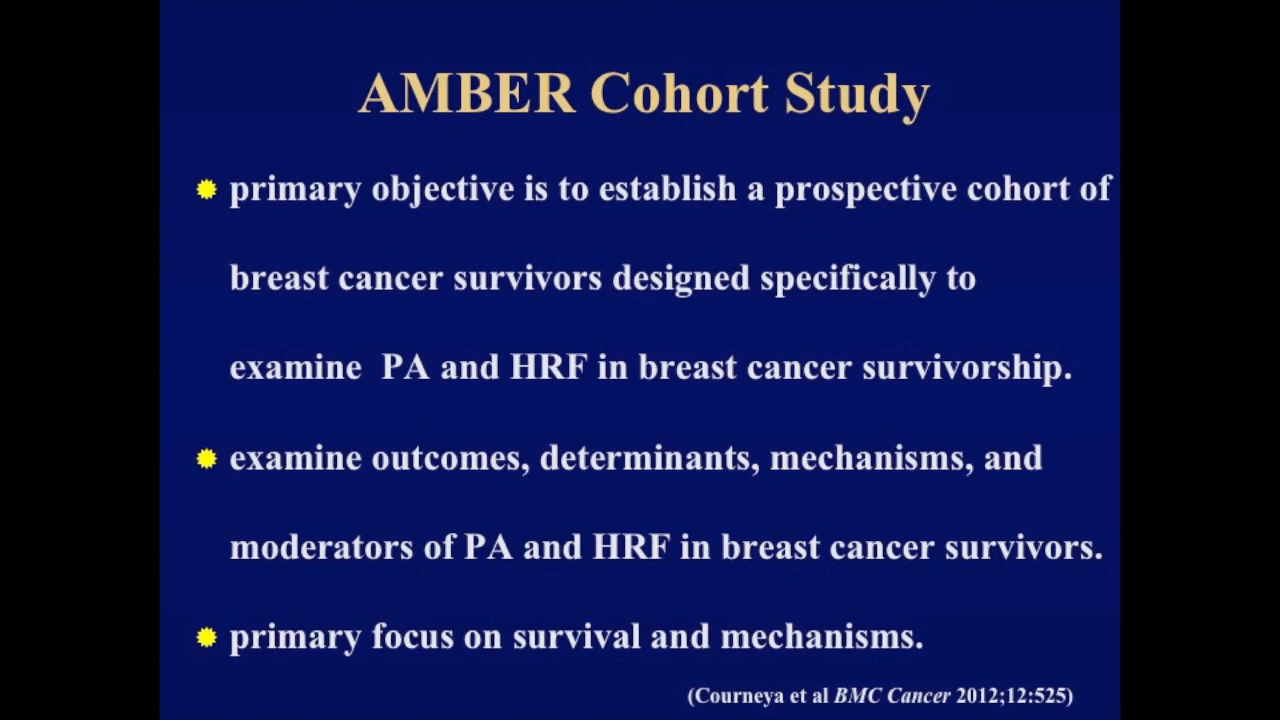 AMBER Cohort Study
primary objective is to establish a prospective cohort of
breast cancer survivors designed specifically to
examine  PA and HRF in breast cancer survivorship.
examine outcomes, determinants, mechanisms, and
moderators of PA and HRF in breast cancer survivors.
primary focus on survival and mechanisms.
(Courneya et al BMC Cancer 2012;12:525)